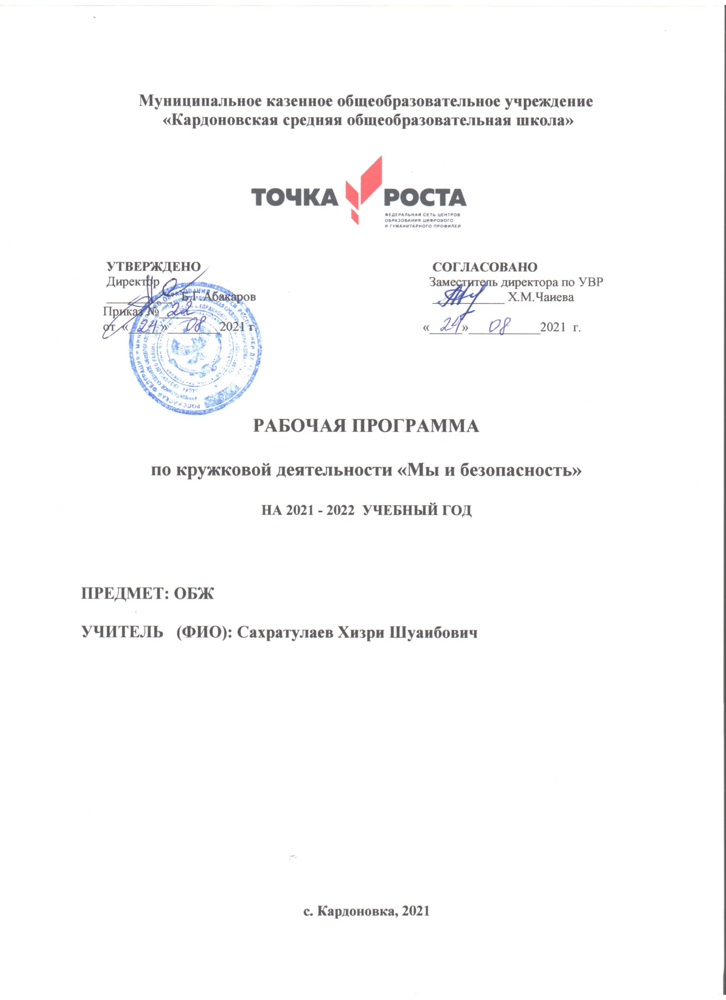 Муниципальное казенное общеобразовательное учреждение
«Кардоновская средняя общеобразовательная школа»
ТОЧКА РОСТА
ФЕДЕРАЛЬНАЯ СЕТЬ ЦЕНТРОВ
ОБРАЗОВАНИЯ ЦИФРОВОГО
И ГУМАНИТАРНОГО ПРОФИЛЕЙ
УТВЕРЖДЕНО
Директор
Б.Г.Абакаров
Приказ № 22
от «24» 08 2021 г
СОГЛАСОВАНО
Заместитель директора по УВР
Х.М.Чаиева
«24» 08 2021 г.
РОССИЙСКАЯ ФЕДЕРАЦИЯ
РАБОЧАЯ ПРОГРАММА
по кружковой деятельности «Мы и безопасность»
НА 2021 - 2022 УЧЕБНЫЙ ГОД
ПРЕДМЕТ: ОБЖ
УЧИТЕЛЬ (ФИО): Сахратулаев Хизри Шуаибович
с. Кардоновка, 2021